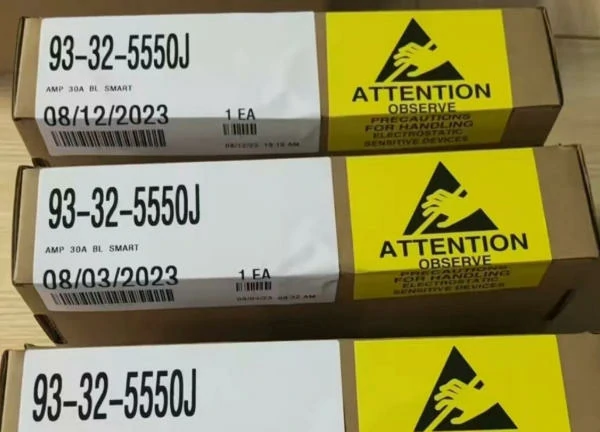 93-32-5550J
AMP 30A BL SMART
08/12/2023
1 EA
ATTENTION
OBSERVE
PRECAUTIONS
FOR HANDLING
ELECTROSTATIC
SENSITIVE DEVICES
93-32-5550J
AMP 30A BL SMART
08/03/2023
1 EA
ATTENTION
OBSERVE
PRECAUTIONS
FOR HANDLING
ELECTROSTATIC
SENSITIVE DEVICES
93-32-5550J